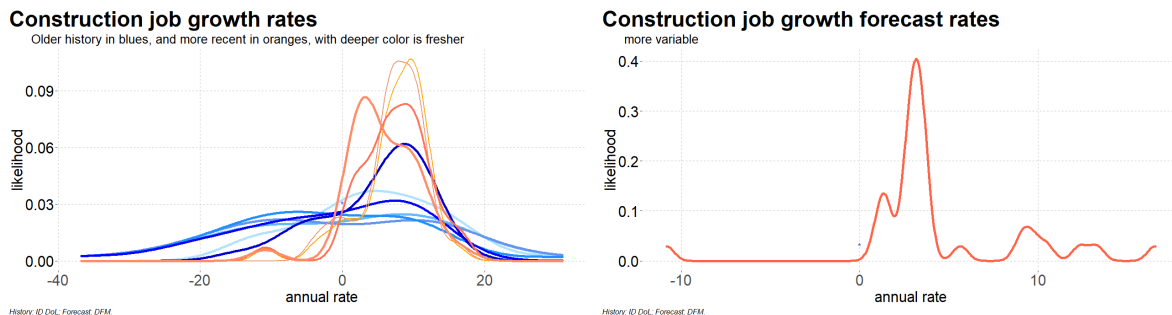 Construction job growth rates
Older history in blues, and more recent in oranges, with deeper color is fresher
0.09
0.06
0.03
0.00
likelihood
-40
-20
0
20
annual rate
History: ID DoL; Forecast: DFM.
Construction job growth forecast rates
more variable
0.4
0.3
0.2
0.1
0.0
likelihood
-10
0
10
annual rate
History: ID DoL; Forecast: DFM.